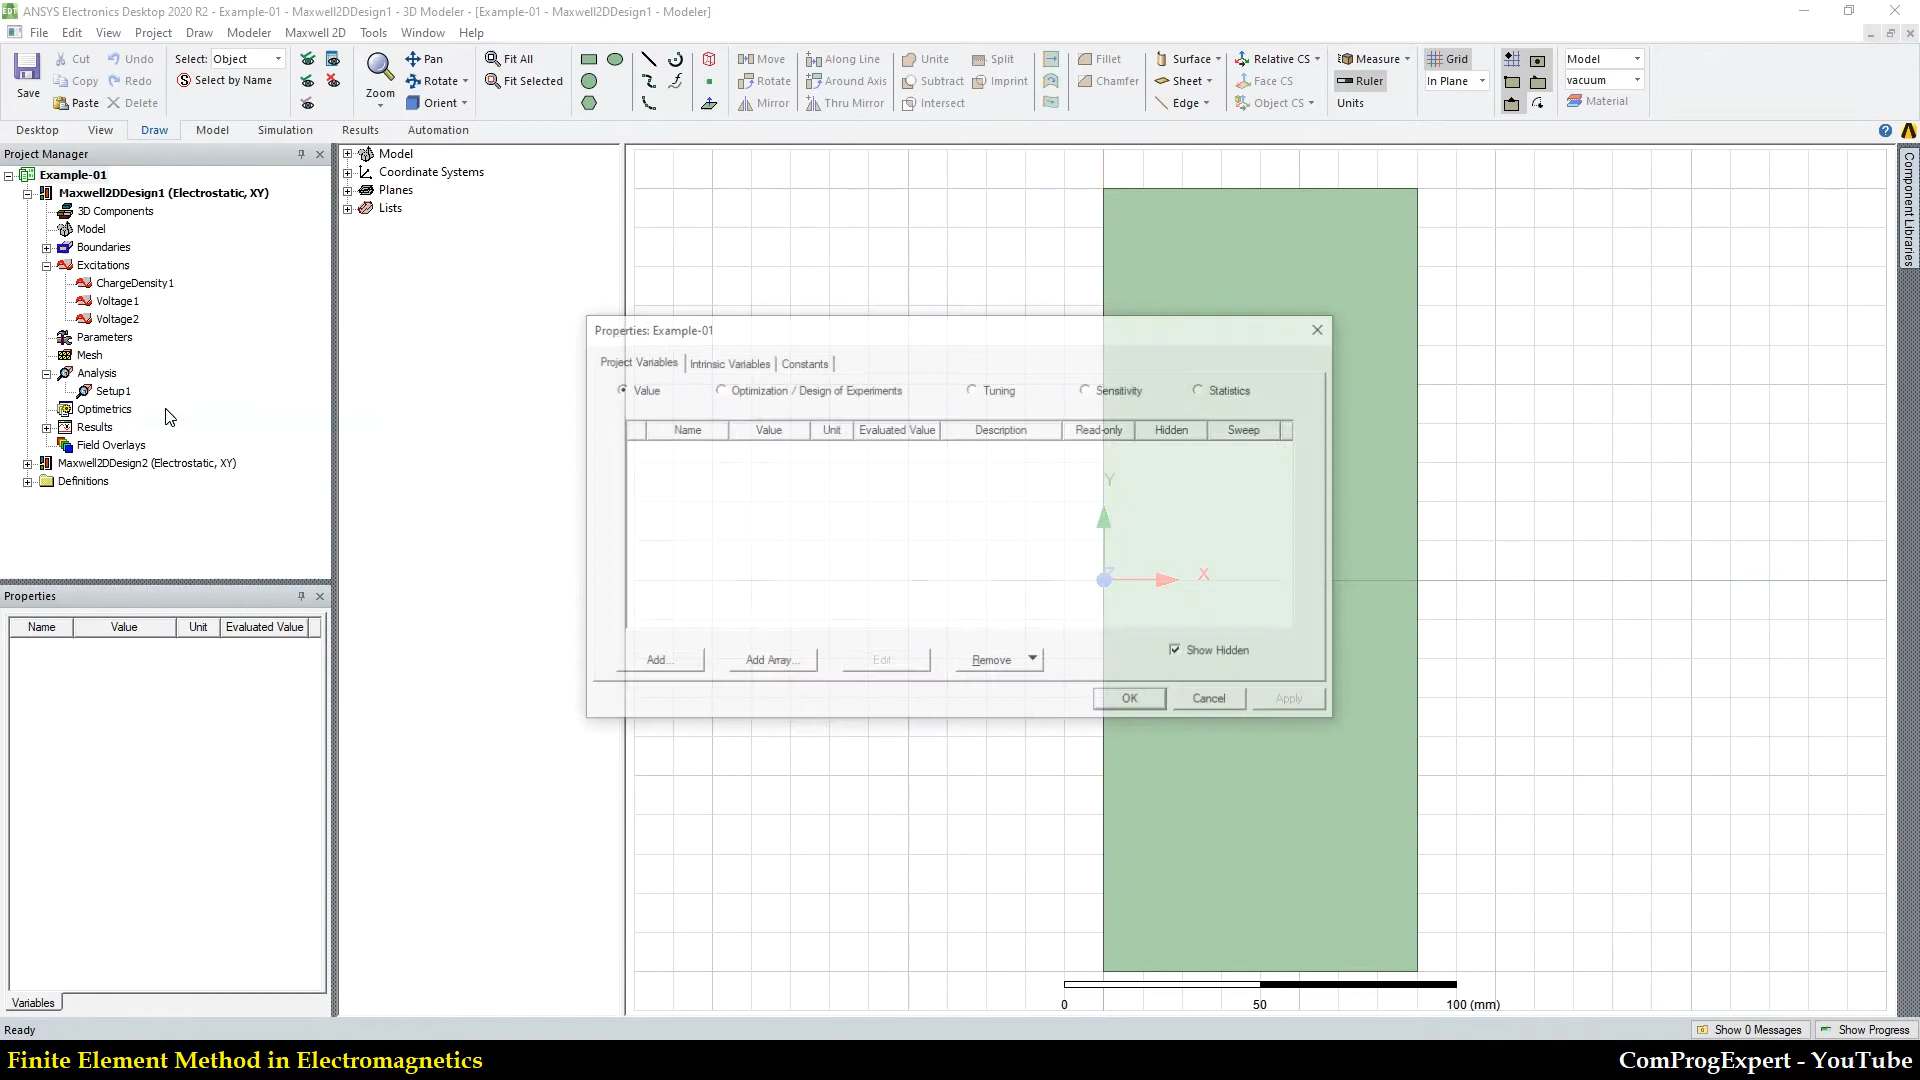 ANSYS Electronics Desktop 2020 R2 - Example-01 - Maxwell2DDesign1 - 3D Modeler - [Example-01 - Maxwell2DDesign1 - Modeler]
File Edit View Project Draw Modeler Maxwell 2D Tools Window Help
Save Cut Copy Paste Undo Redo Delete Select: Object Select by Name
Zoom Pan Rotate Orient Fit All Fit Selected
Move Rotate Mirror Along Line Around Axis Thru Mirror
Unite Subtract Intersect Split Imprint Fillet Chamfer
Surface Sheet Edge Relative CS Face CS Object CS
Measure Ruler Units Grid In Plane Model vacuum Material
Desktop View Draw Model Simulation Results Automation
Project Manager
Example-01
Maxwell2DDesign1 (Electrostatic, XY)
3D Components
Model
Boundaries
Excitations
ChargeDensity1
Voltage1
Voltage2
Parameters
Mesh
Analysis
Setup1
Optimetrics
Results
Field Overlays
Maxwell2DDesign2 (Electrostatic, XY)
Definitions
Model
Coordinate Systems
Planes
Lists
Component Libraries
Properties: Example-01
Project Variables Intrinsic Variables Constants
Value Optimization / Design of Experiments Tuning Sensitivity Statistics
Name Value Unit Evaluated Value Description Read-only Hidden Sweep
Y
Z
X
Add... Add Array... Edit... Remove Show Hidden
OK Cancel Apply
Properties
Name Value Unit Evaluated Value
Variables
0 50 100 (mm)
Ready
Show 0 Messages Show Progress
Finite Element Method in Electromagnetics
ComProgExpert - YouTube